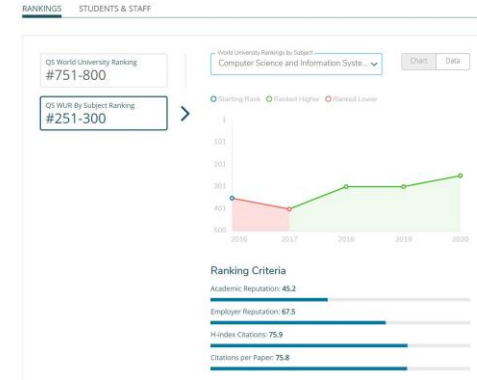 RANKINGS STUDENTS & STAFF
QS World University Ranking
#751-800
QS WUR By Subject Ranking
#251-300
World University Rankings by Subject
Computer Science and Information Syste...
Chart Data
Starting Rank Ranked Higher Ranked Lower
1
101
201
301
401
500
2016 2017 2018 2019 2020
Ranking Criteria
Academic Reputation: 45.2
Employer Reputation: 67.5
H-index Citations: 75.9
Citations per Paper: 75.8